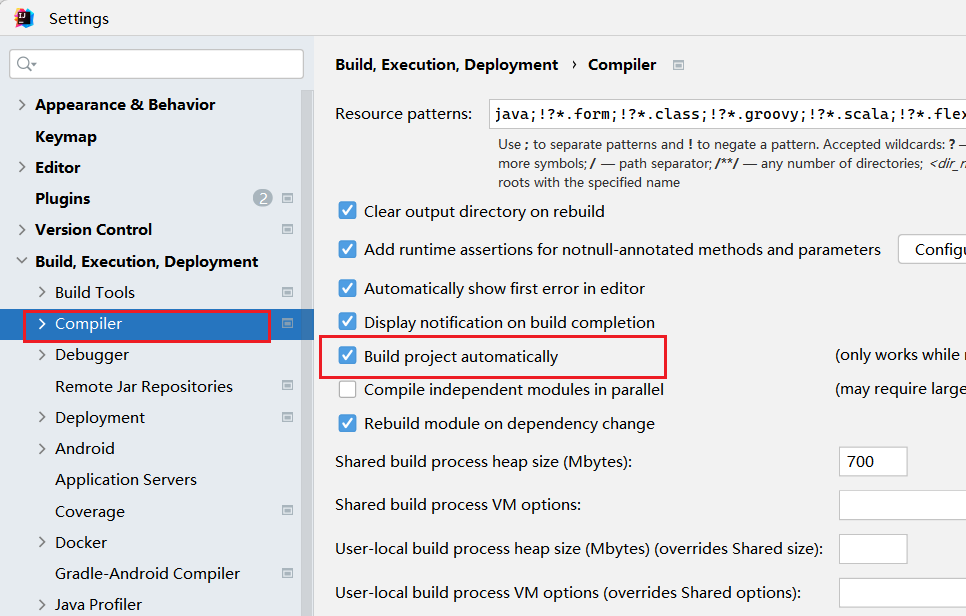 Settings
Appearance & Behavior
Keymap
Editor
Plugins 2
Version Control
Build, Execution, Deployment
Build Tools
Compiler
Debugger
Remote Jar Repositories
Deployment
Android
Application Servers
Coverage
Docker
Gradle-Android Compiler
Java Profiler
Build, Execution, Deployment › Compiler
Resource patterns: java;!?*.form;!?*.class;!?*.groovy;!?*.scala;!?*.flex
Use ; to separate patterns and ! to negate a pattern. Accepted wildcards: ? —
more symbols; / — path separator; /**/ — any number of directories;
roots with the specified name
Clear output directory on rebuild
Add runtime assertions for notnull-annotated methods and parameters
Automatically show first error in editor
Display notification on build completion
Build project automatically (only works while
Compile independent modules in parallel (may require large
Rebuild module on dependency change
Shared build process heap size (Mbytes): 700
Shared build process VM options:
User-local build process heap size (Mbytes) (overrides Shared size):
User-local build process VM options (overrides Shared options):